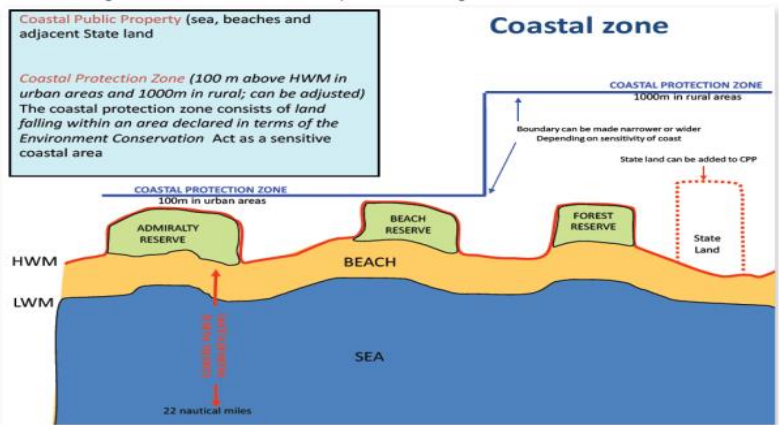 Coastal Public Property (sea, beaches and
adjacent State land
Coastal Protection Zone (100 m above HWM in
urban areas and 1000m in rural; can be adjusted)
The coastal protection zone consists of land
falling within an area declared in terms of the
Environment Conservation Act as a sensitive
coastal area
Coastal zone
COASTAL PROTECTION ZONE
1000m in rural areas
Boundary can be made narrower or wider
Depending on sensitivity of coast
State land can be added to CPP
COASTAL PROTECTION ZONE
100m in urban areas
ADMIRALTY
RESERVE
BEACH
RESERVE
FOREST
RESERVE
State
Land
HWM
BEACH
LWM
SEA
22 nautical miles